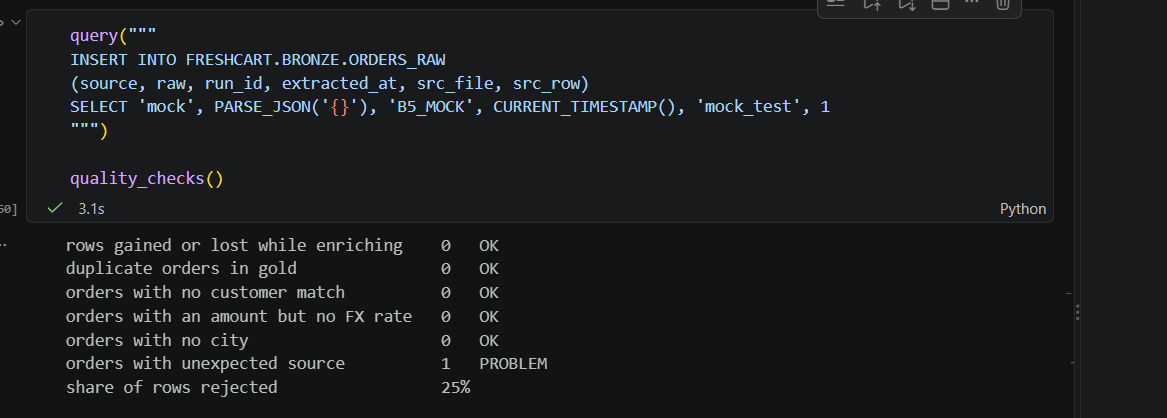 query("""
INSERT INTO FRESHCART.BRONZE.ORDERS_RAW
(source, raw, run_id, extracted_at, src_file, src_row)
SELECT 'mock', PARSE_JSON('{}'), 'B5_MOCK', CURRENT_TIMESTAMP(), 'mock_test', 1
""")
quality_checks()
3.1s
Python
rows gained or lost while enriching 0 OK
duplicate orders in gold 0 OK
orders with no customer match 0 OK
orders with an amount but no FX rate 0 OK
orders with no city 0 OK
orders with unexpected source 1 PROBLEM
share of rows rejected 25%